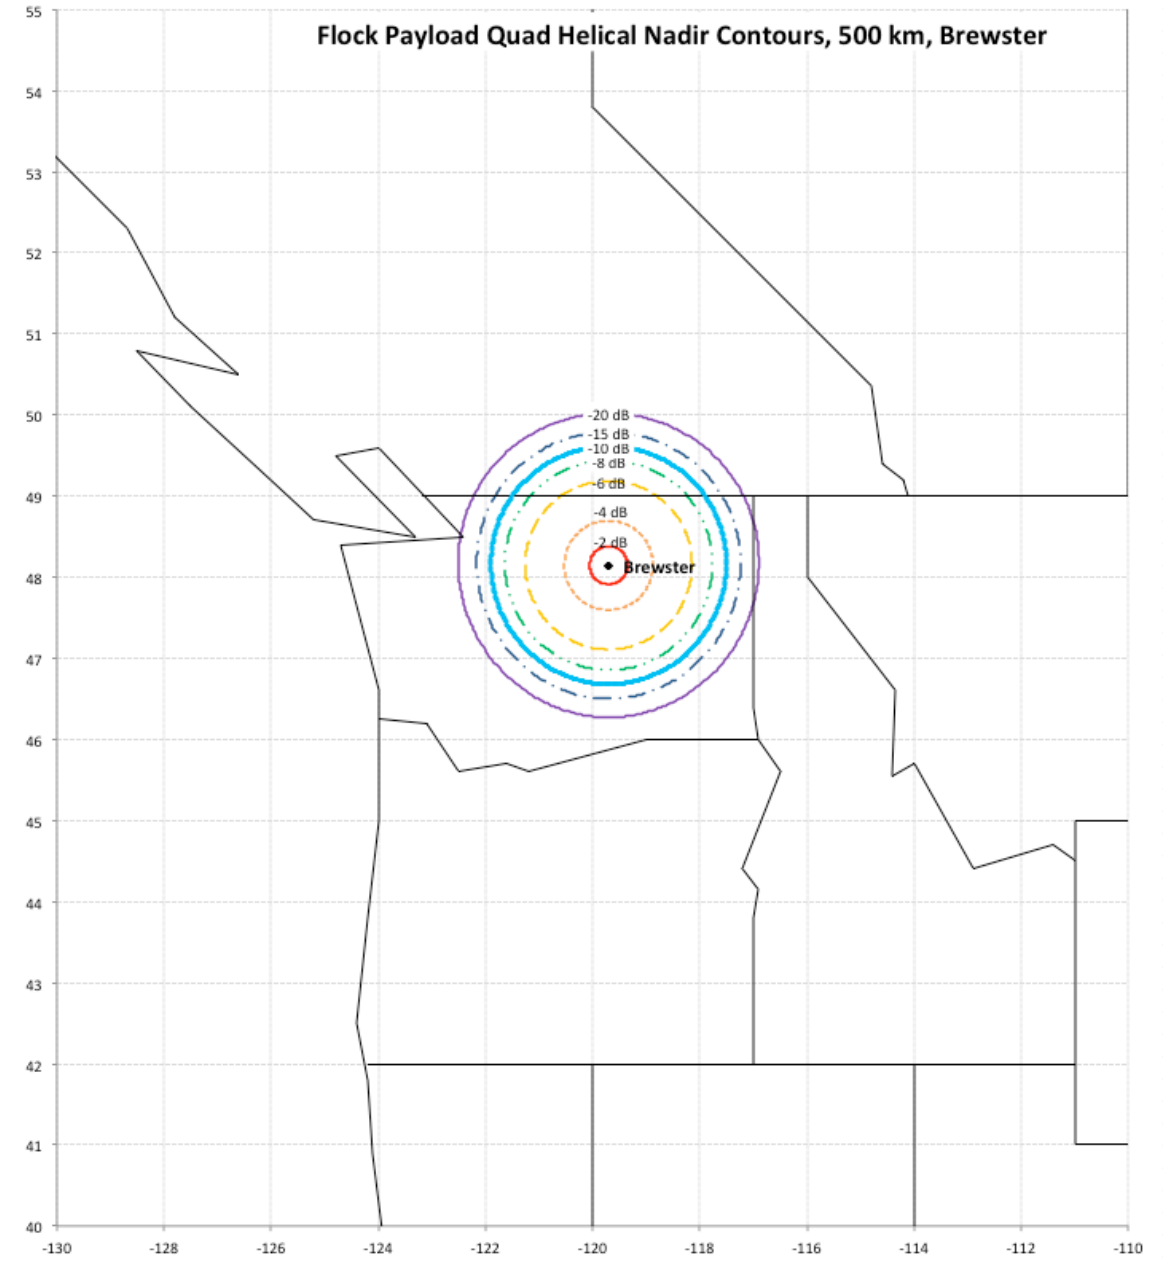 Flock Payload Quad Helical Nadir Contours, 500 km, Brewster
55
54
53
52
51
50
49
48
47
46
45
44
43
42
41
40
-20 dB
-15 dB
-10 dB
-8 dB
-6 dB
-4 dB
-2 dB
Brewster
-130 -128 -126 -124 -122 -120 -118 -116 -114 -112 -110